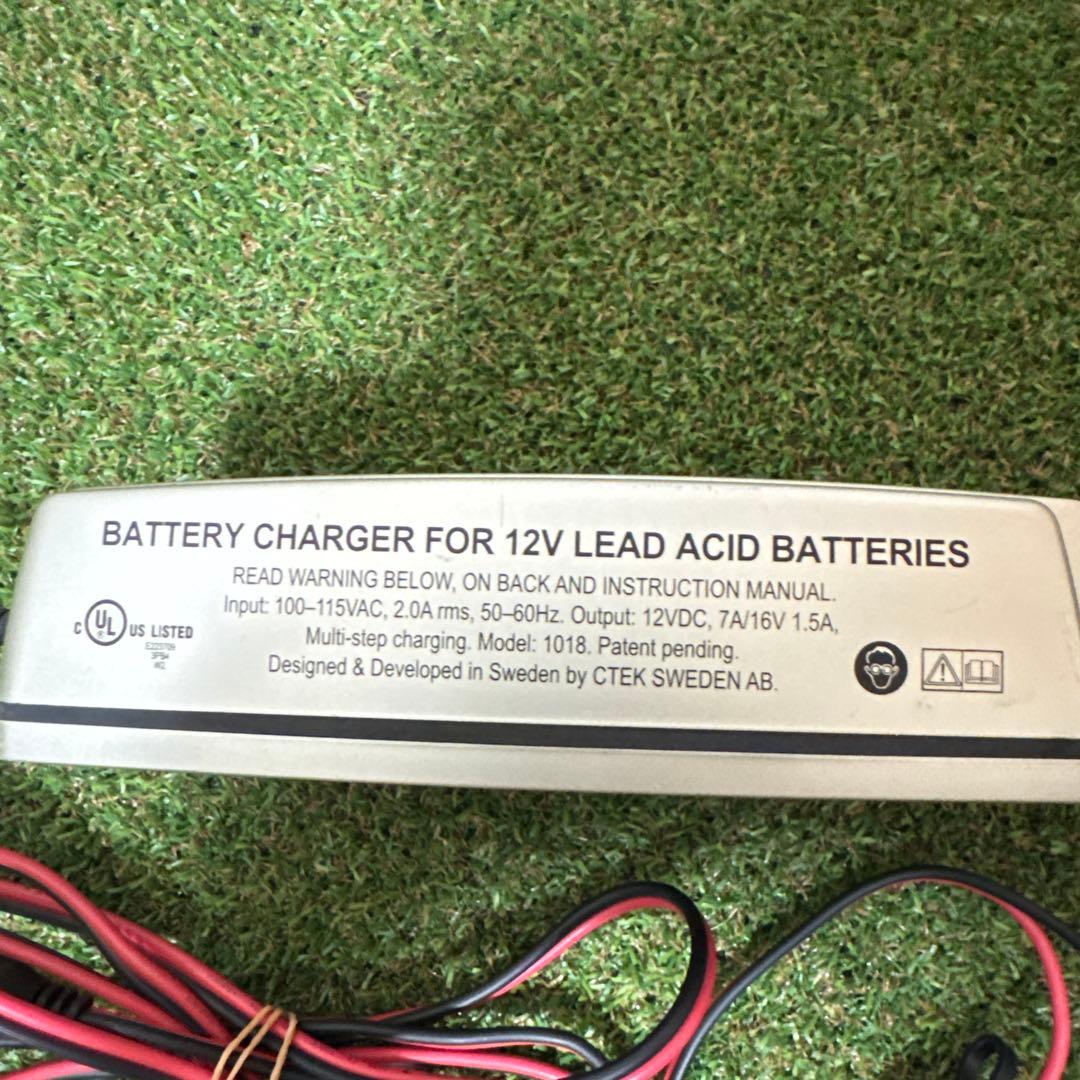 BATTERY CHARGER FOR 12V LEAD ACID BATTERIES
READ WARNING BELOW, ON BACK AND INSTRUCTION MANUAL.
Input: 100–115VAC, 2.0A rms, 50–60Hz. Output: 12VDC, 7A/16V 1.5A,
Multi-step charging. Model: 1018. Patent pending.
Designed & Developed in Sweden by CTEK SWEDEN AB.
C UL ® US LISTED
E223709
3PB4